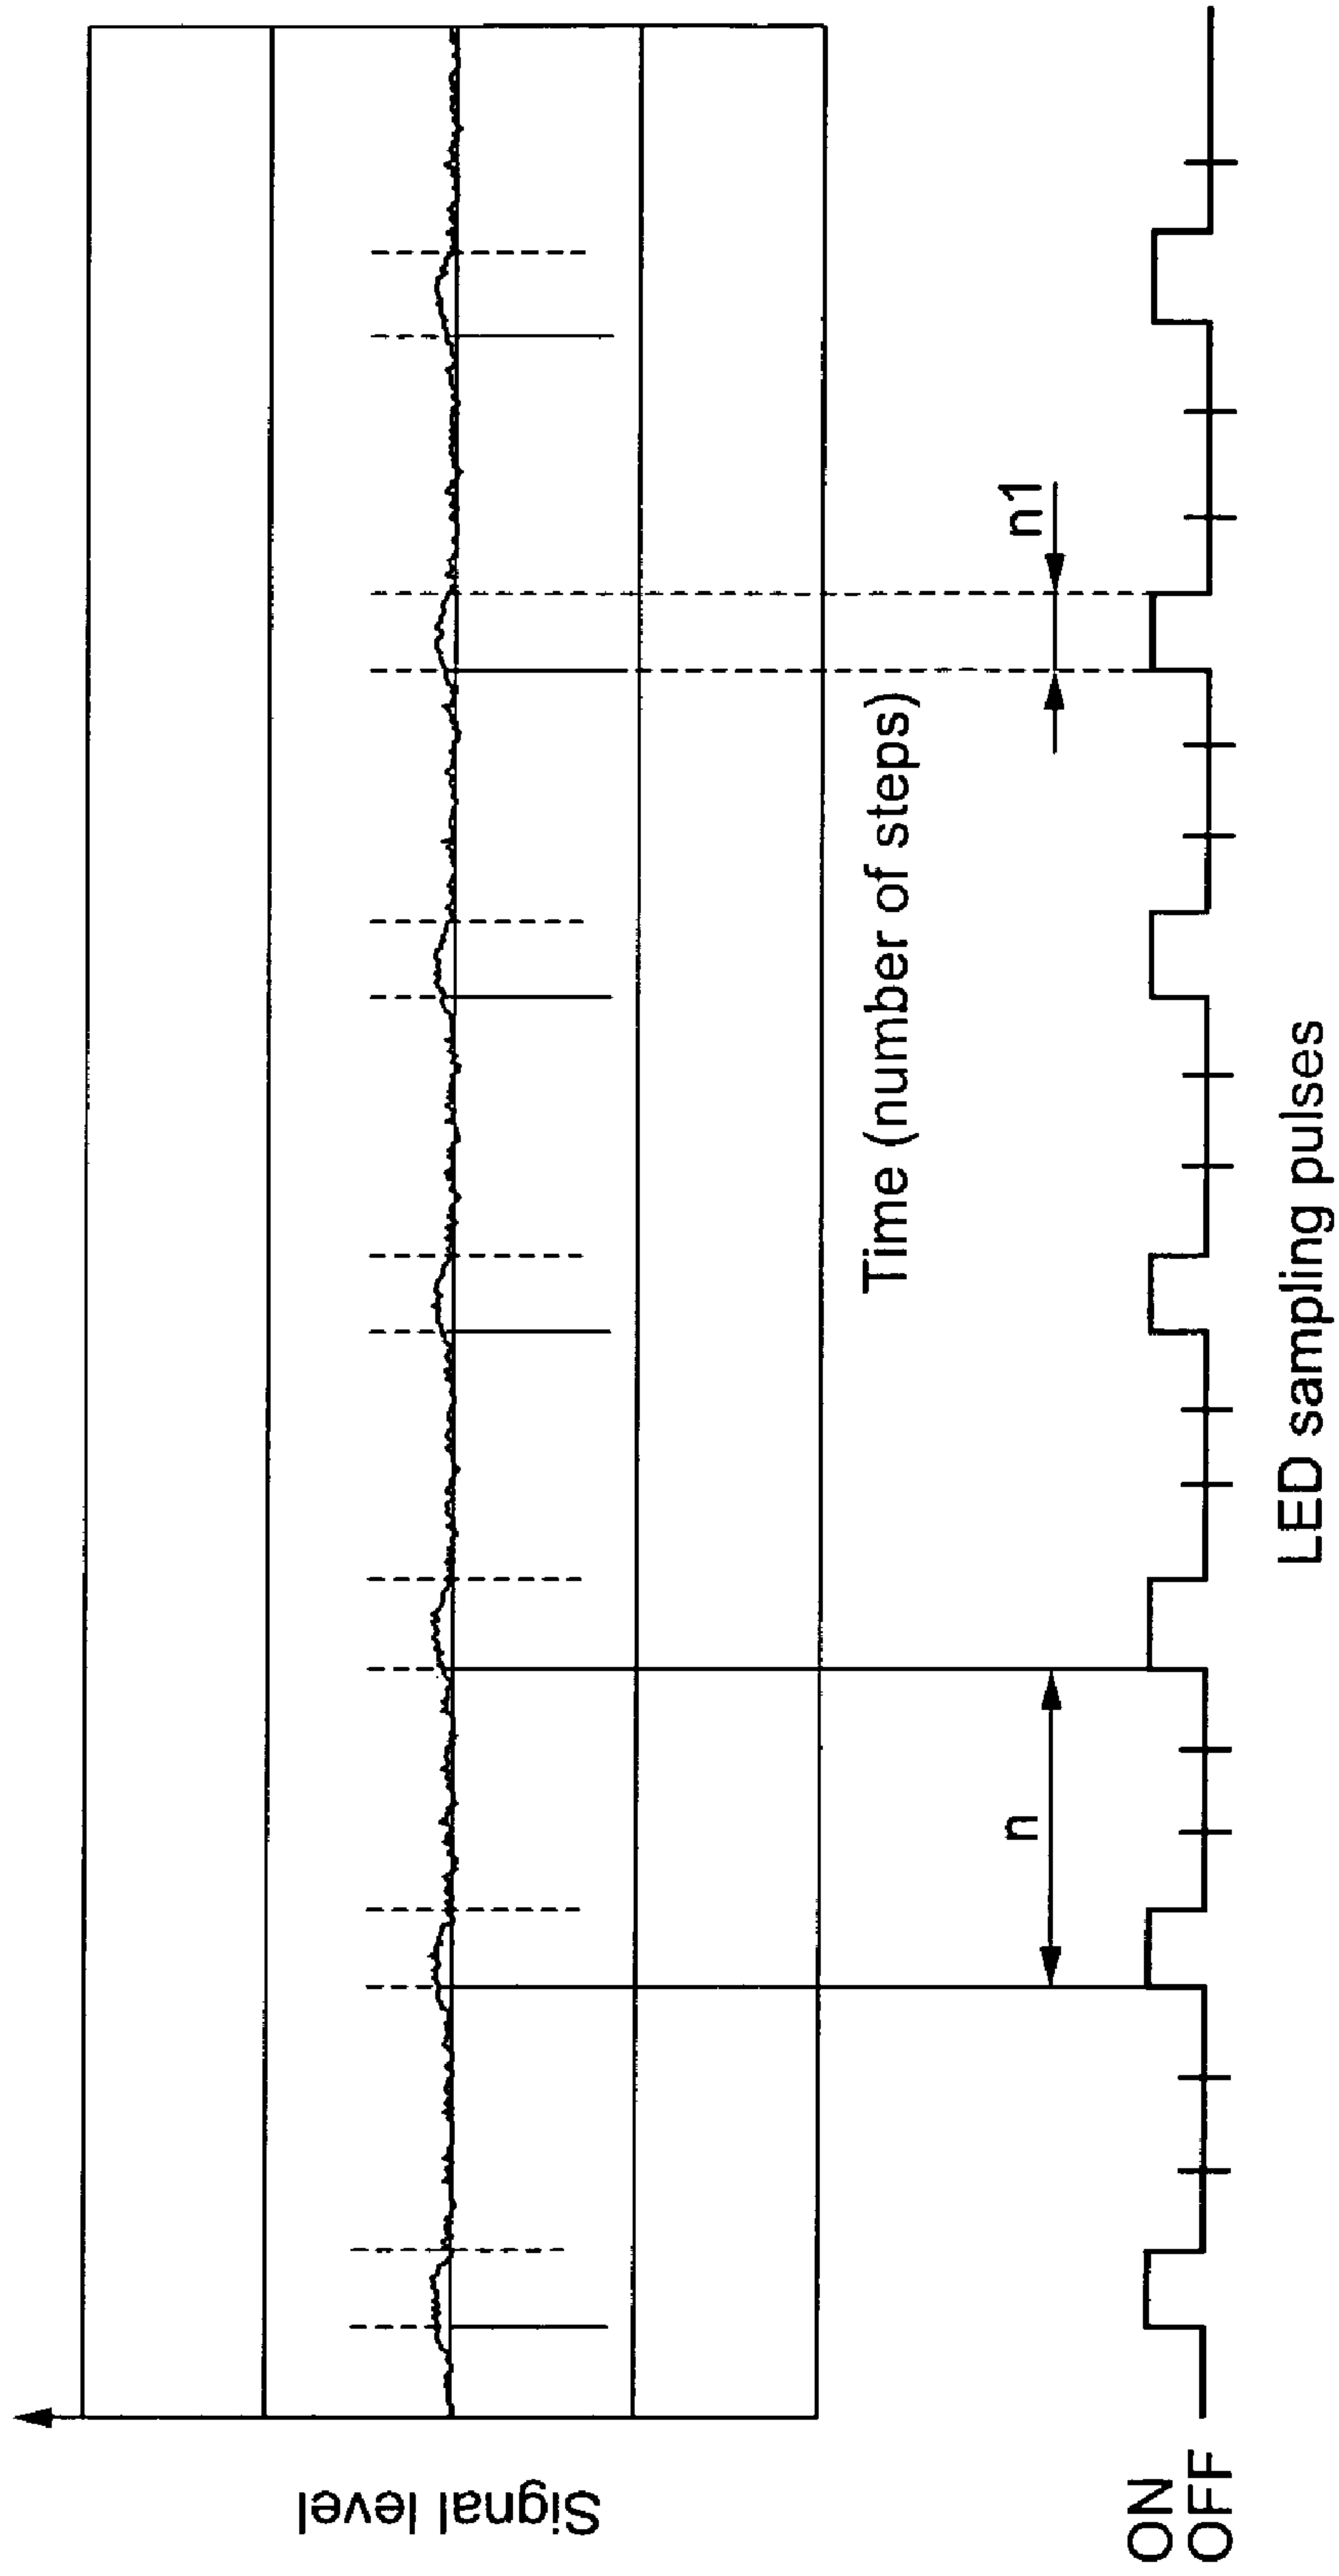 Signal level
Time (number of steps)
n
n1
ON
OFF
LED sampling pulses